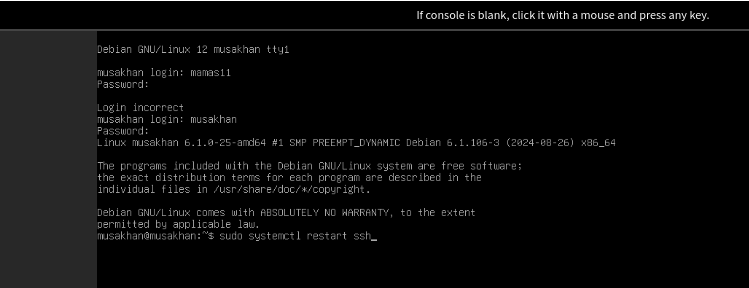 If console is blank, click it with a mouse and press any key.
Debian GNU/Linux 12 musakhan tty1
musakhan login: mamas11
Password:
Login incorrect
musakhan login: musakhan
Password:
Linux musakhan 6.1.0-25-amd64 #1 SMP PREEMPT_DYNAMIC Debian 6.1.106-3 (2024-08-26) x86_64
The programs included with the Debian GNU/Linux system are free software;
the exact distribution terms for each program are described in the
individual files in /usr/share/doc/*/copyright.
Debian GNU/Linux comes with ABSOLUTELY NO WARRANTY, to the extent
permitted by applicable law.
musakhan@musakhan:~$ sudo systemctl restart ssh_